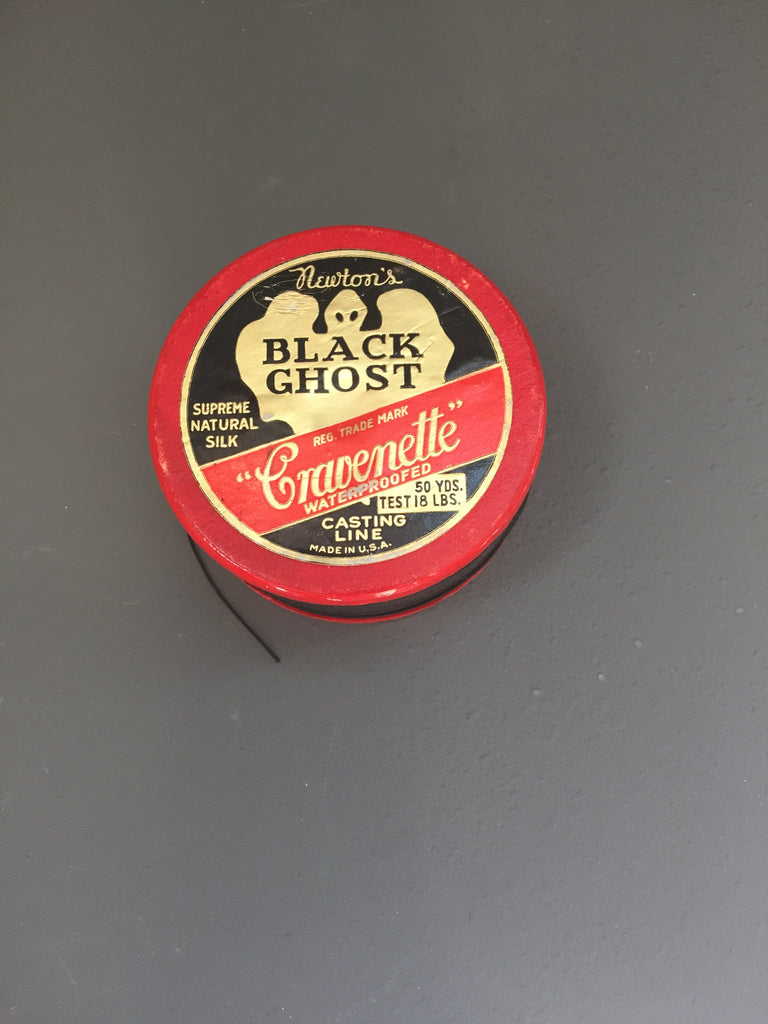 Newton's
BLACK
GHOST
SUPREME
NATURAL
SILK
REG. TRADE MARK
"Cravenette"
WATERPROOFED
50 YDS.
TEST 18 LBS.
CASTING
LINE
MADE IN U.S.A.